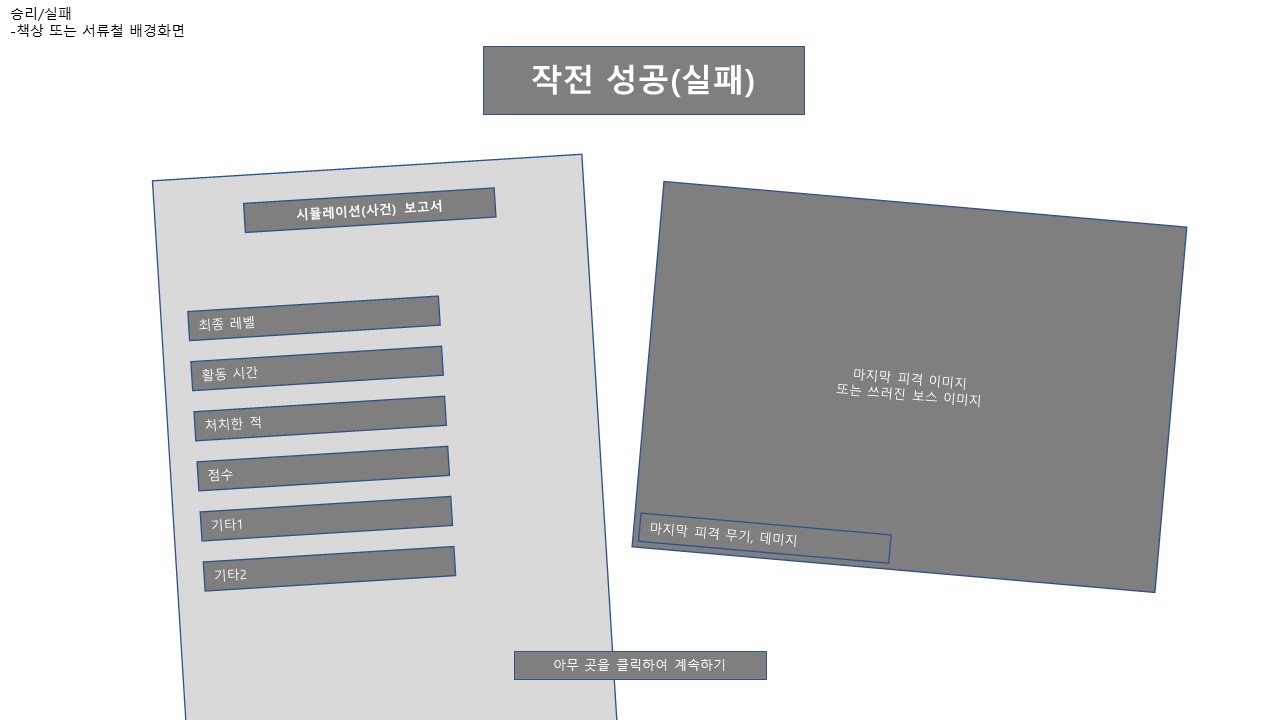 승리/실패
-책상 또는 서류철 배경화면
작전 성공(실패)
시뮬레이션(사건) 보고서
최종 레벨
활동 시간
처치한 적
점수
기타1
기타2
마지막 피격 이미지
또는 쓰러진 보스 이미지
마지막 피격 무기, 데미지
아무 곳을 클릭하여 계속하기